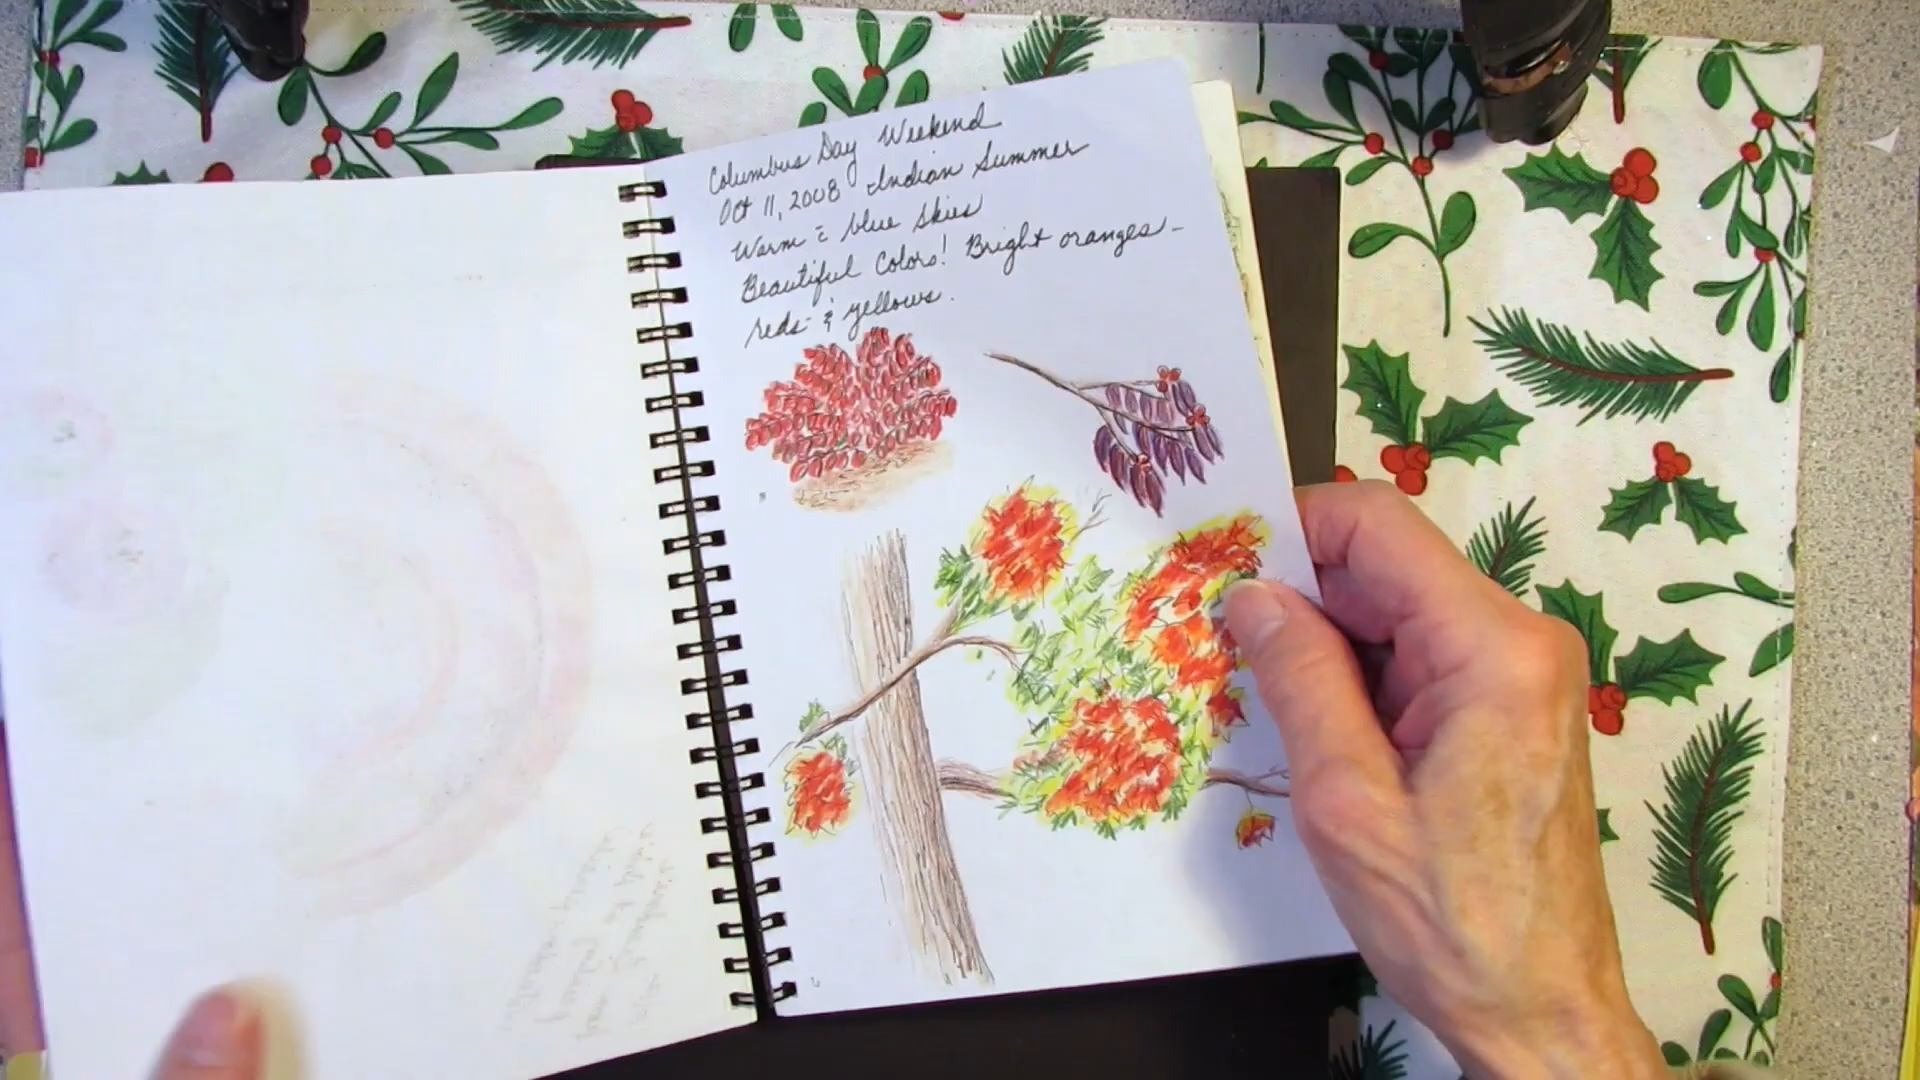 Columbus Day Weekend
Oct 11, 2008 Indian Summer
Warm & blue skies
Beautiful Colors! Bright oranges -
reds - & yellows.